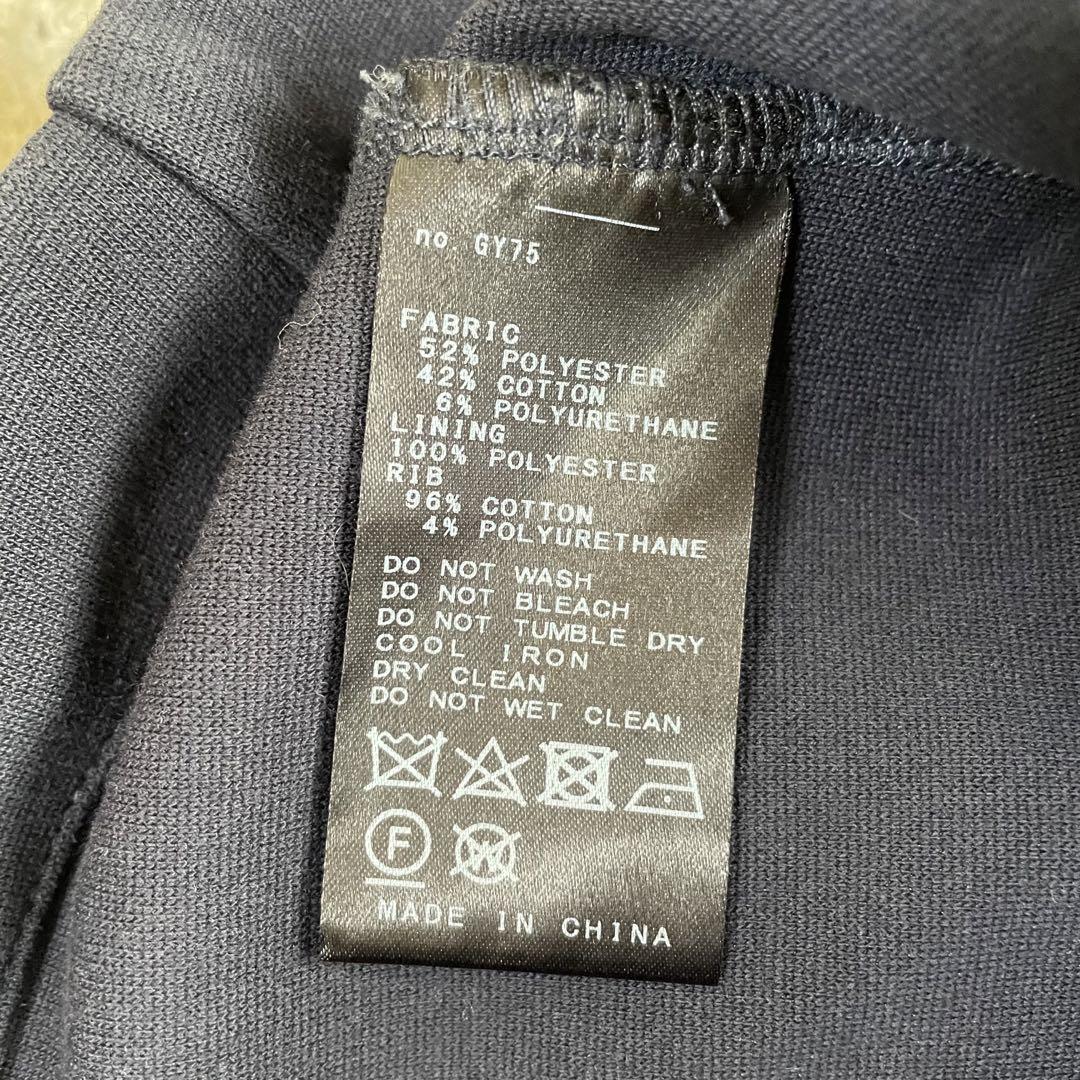 no. GY75
FABRIC
52% POLYESTER
42% COTTON
6% POLYURETHANE
LINING
100% POLYESTER
RIB
96% COTTON
4% POLYURETHANE
DO NOT WASH
DO NOT BLEACH
DO NOT TUMBLE DRY
COOL IRON
DRY CLEAN
DO NOT WET CLEAN
F W
MADE IN CHINA